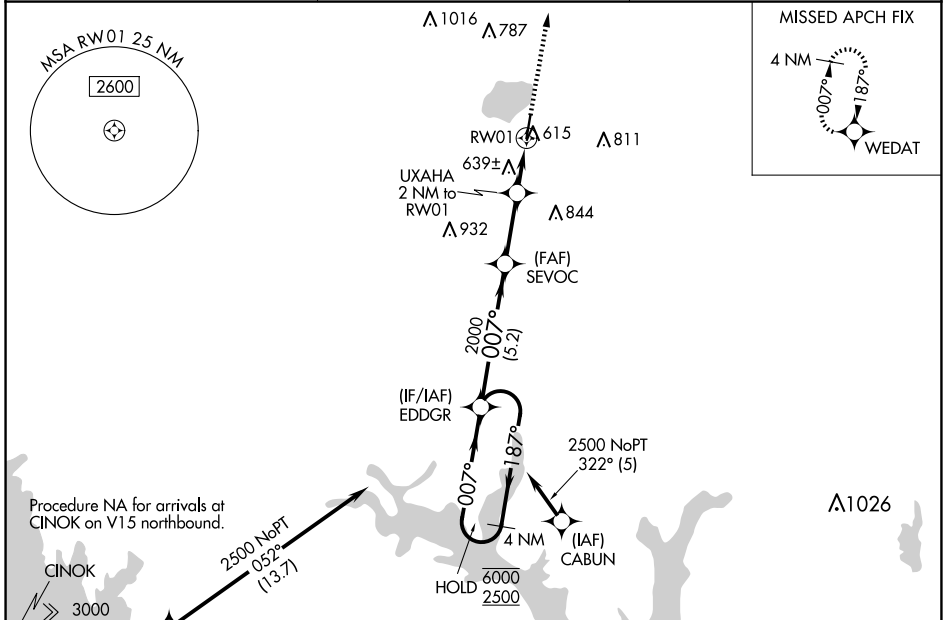 MSA RW01 25 NM
2600
1016
787
MISSED APCH FIX
4 NM
007°
187°
WEDAT
RW01
615
811
639±
UXAHA
2 NM to
RW01
844
932
(FAF)
SEVOC
2000
007°
(5.2)
(IF/IAF)
EDDGR
007°
187°
2500 NoPT
322° (5)
4 NM
(IAF)
CABUN
HOLD
6000
2500
1026
Procedure NA for arrivals at
CINOK on V15 northbound.
2500 NoPT
052°
(13.7)
CINOK
3000